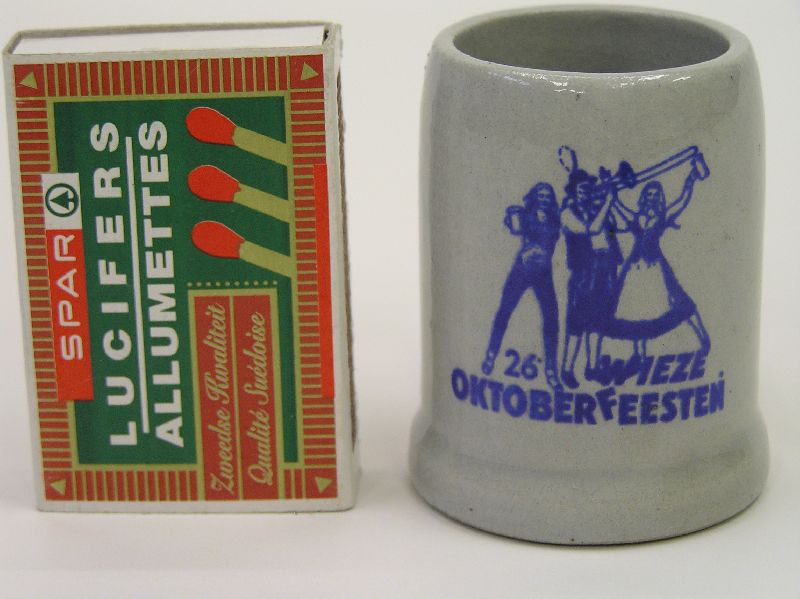 SPAR
LUCIFERS
ALLUMETTES
Zweedse Kwaliteit
Qualité Suédoise
26 WIEZE
OKTOBERFEESTEN